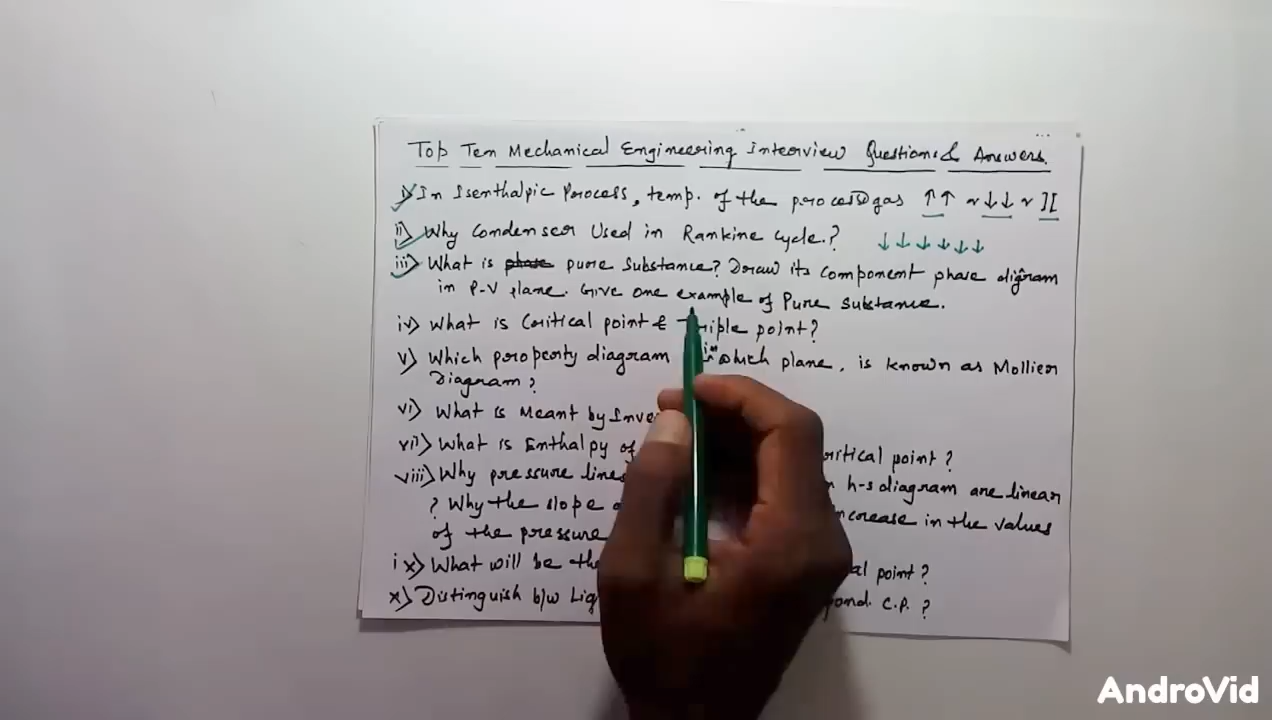 Top Ten Mechanical Engineering Interview Questions & Answers.
i) In Isenthalpic Process, temp. of the process gas ↑↑ ~ ↓↓ ~ ][
ii) Why Condenser Used in Rankine Cycle.? ↓↓↓↓↓↓
iii) What is pure substance? Draw its component phase digram
in P-V plane. Give one example of Pure substance.
iv) What is Critical point & Triple point?
v) Which property diagram in which plane, is known as Mollier
Diagram?
vi) What is Meant by Inve
vii) What is Enthalpy of critical point?
viii) Why pressure lines h-s diagram are linear
? Why the slope increase in the values
of the pressure
ix) What will be the point?
x) Distinguish b/w C.P. ?
AndroVid